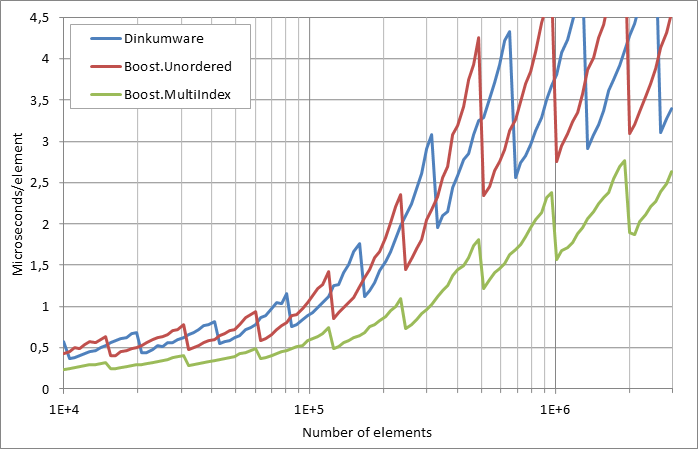 4,5
4
3,5
3
2,5
2
1,5
1
0,5
0
Microseconds/element
Dinkumware
Boost.Unordered
Boost.MultiIndex
1E+4
1E+5
1E+6
Number of elements